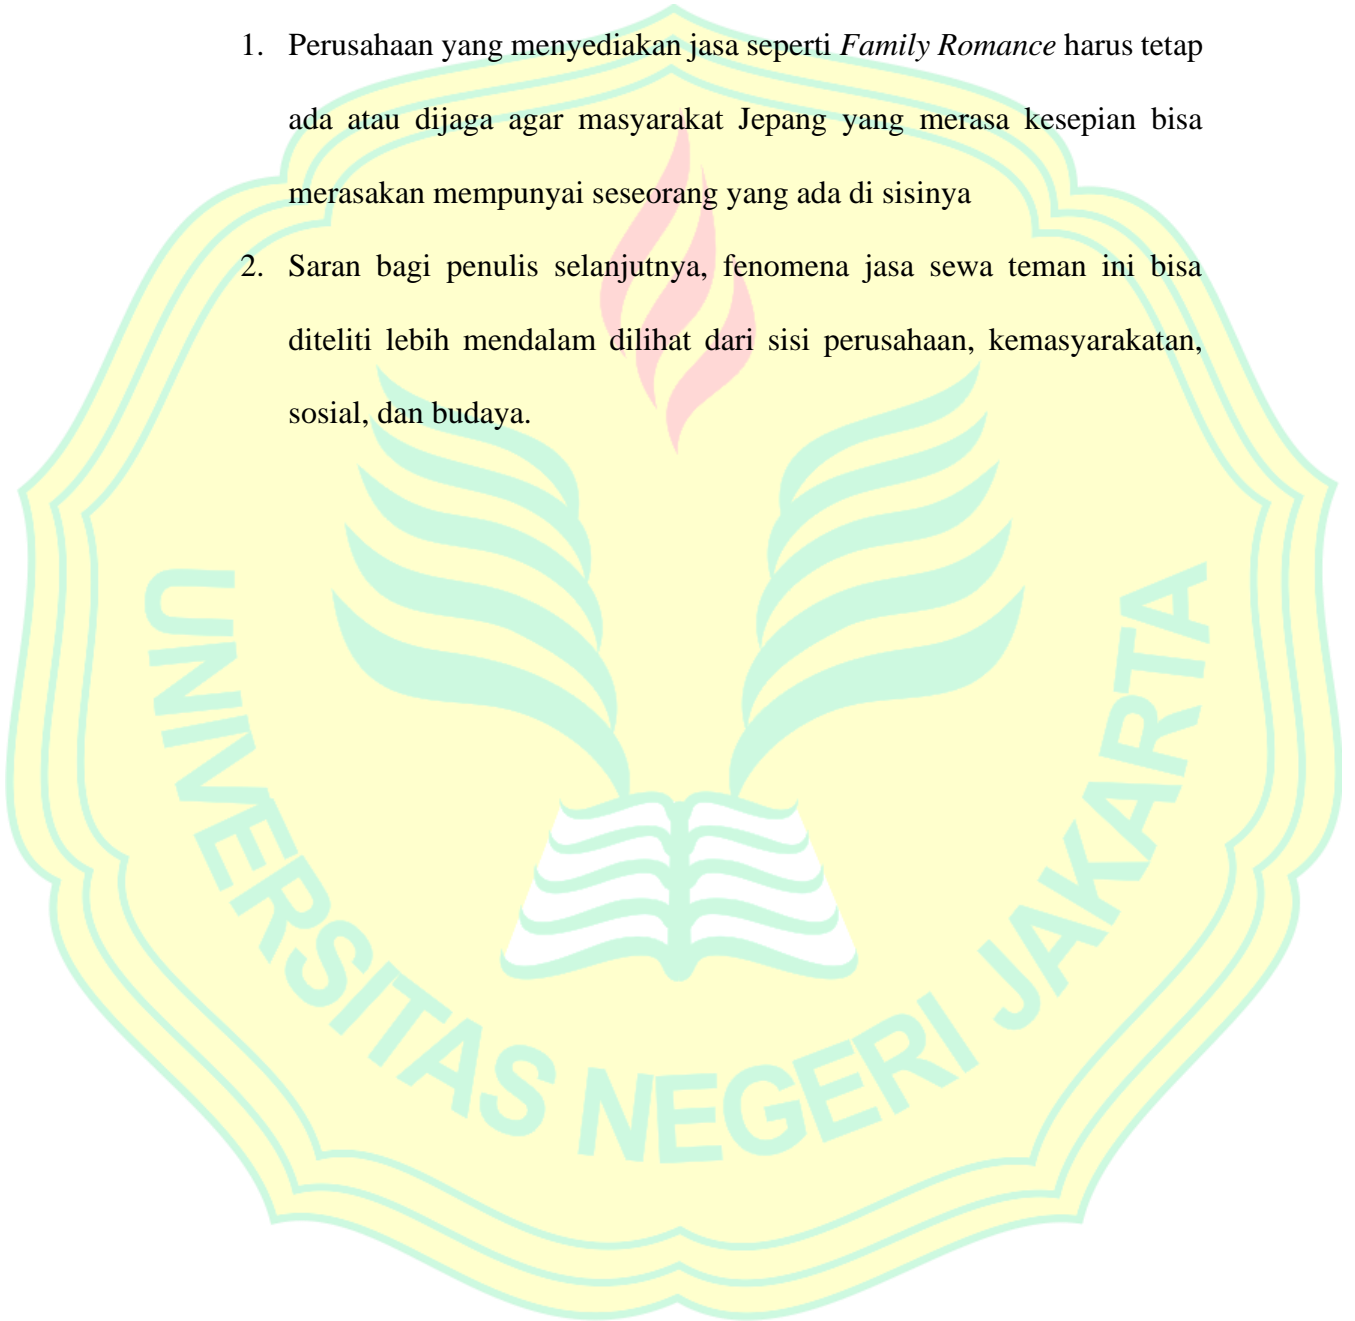 1. Perusahaan yang menyediakan jasa seperti Family Romance harus tetap
ada atau dijaga agar masyarakat Jepang yang merasa kesepian bisa
merasakan mempunyai seseorang yang ada di sisinya
2. Saran bagi penulis selanjutnya, fenomena jasa sewa teman ini bisa
diteliti lebih mendalam dilihat dari sisi perusahaan, kemasyarakatan,
sosial, dan budaya.
UNIVERSITAS NEGERI JAKARTA